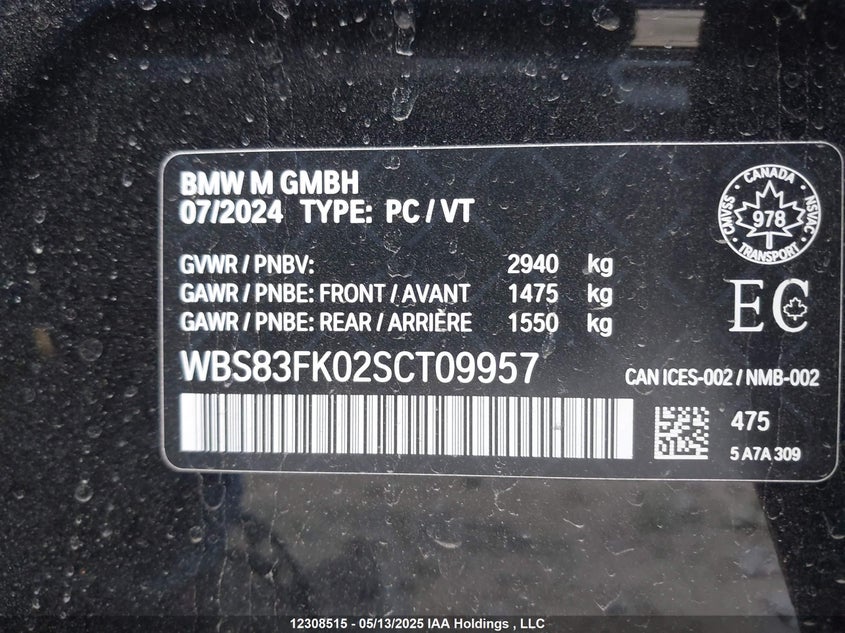 BMW M GMBH
07/2024 TYPE: PC / VT
GVWR / PNBV: 2940 kg
GAWR / PNBE: FRONT / AVANT 1475 kg
GAWR / PNBE: REAR / ARRIÈRE 1550 kg
WBS83FK02SCT09957
CANADA
CMVSS 978 NSVAC
TRANSPORT
EC
CAN ICES-002 / NMB-002
475
5 A7A 309
12308515 - 05/13/2025 IAA Holdings , LLC